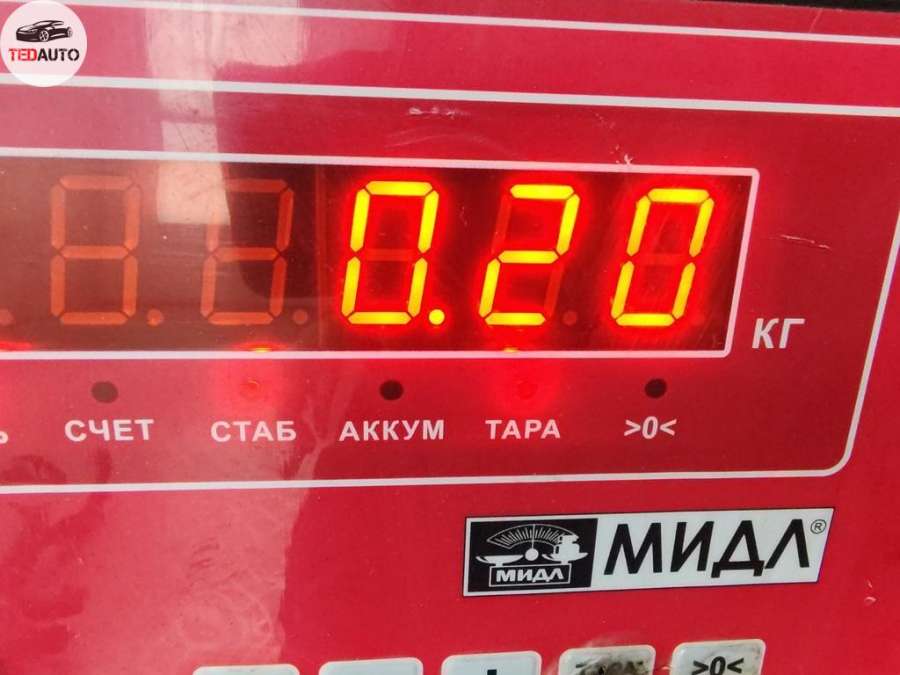 TEDAUTO
0.20
КГ
СЧЕТ СТАБ АККУМ ТАРА >0<
МИДЛ МИДЛ®
>0<